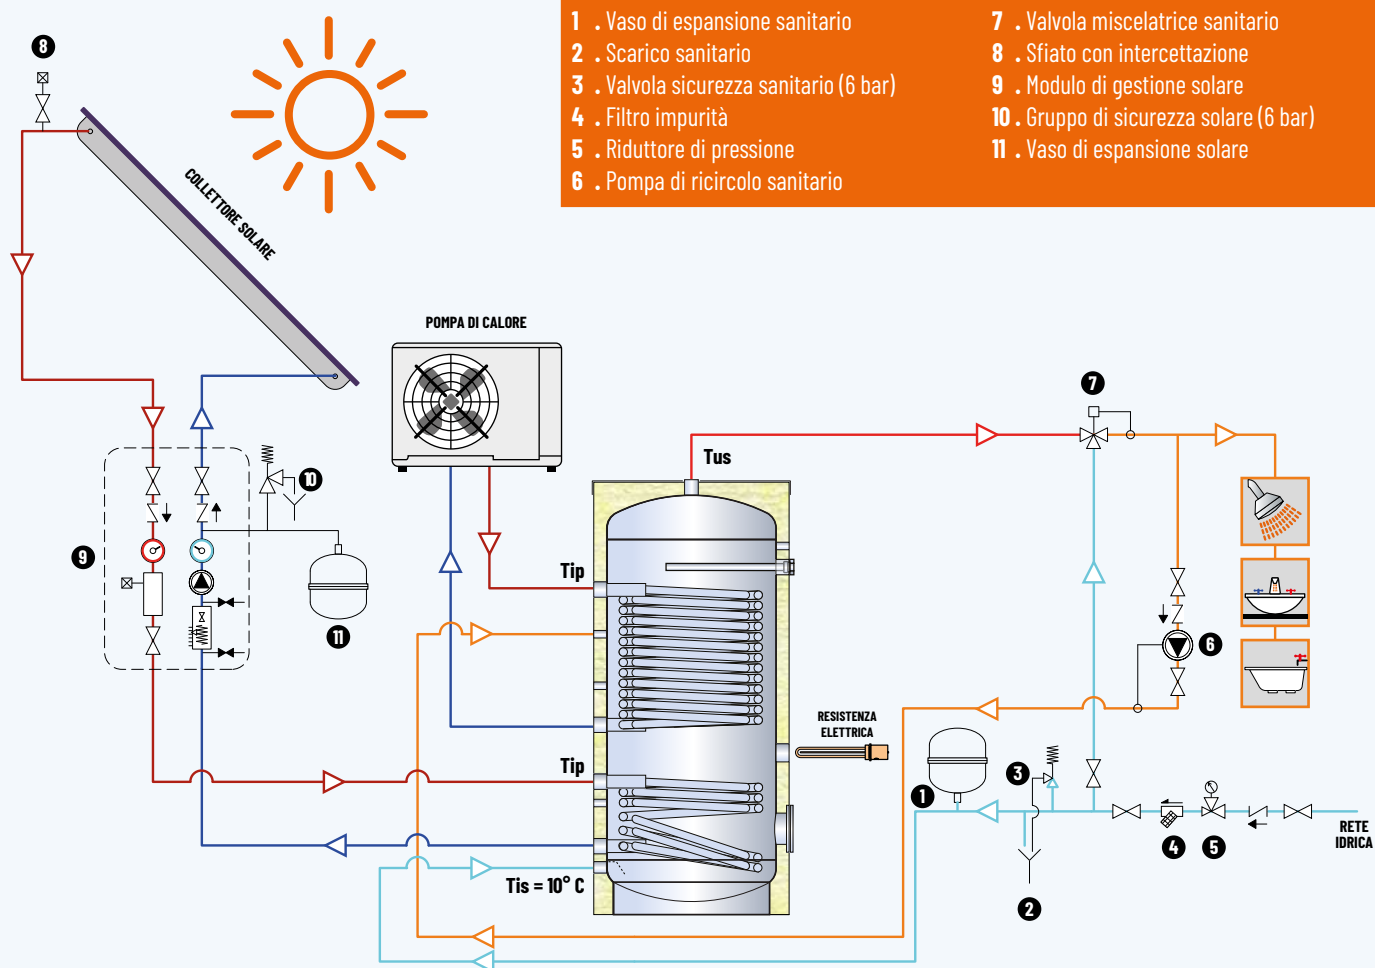 1 . Vaso di espansione sanitario
2 . Scarico sanitario
3 . Valvola sicurezza sanitario (6 bar)
4 . Filtro impurità
5 . Riduttore di pressione
6 . Pompa di ricircolo sanitario
7 . Valvola miscelatrice sanitario
8 . Sfiato con intercettazione
9 . Modulo di gestione solare
10 . Gruppo di sicurezza solare (6 bar)
11 . Vaso di espansione solare
8
COLLETTORE SOLARE
POMPA DI CALORE
7
Tus
10
9
11
Tip
6
RESISTENZA
ELETTRICA
Tip
3
1
4
5
RETE
IDRICA
Tis = 10° C
2